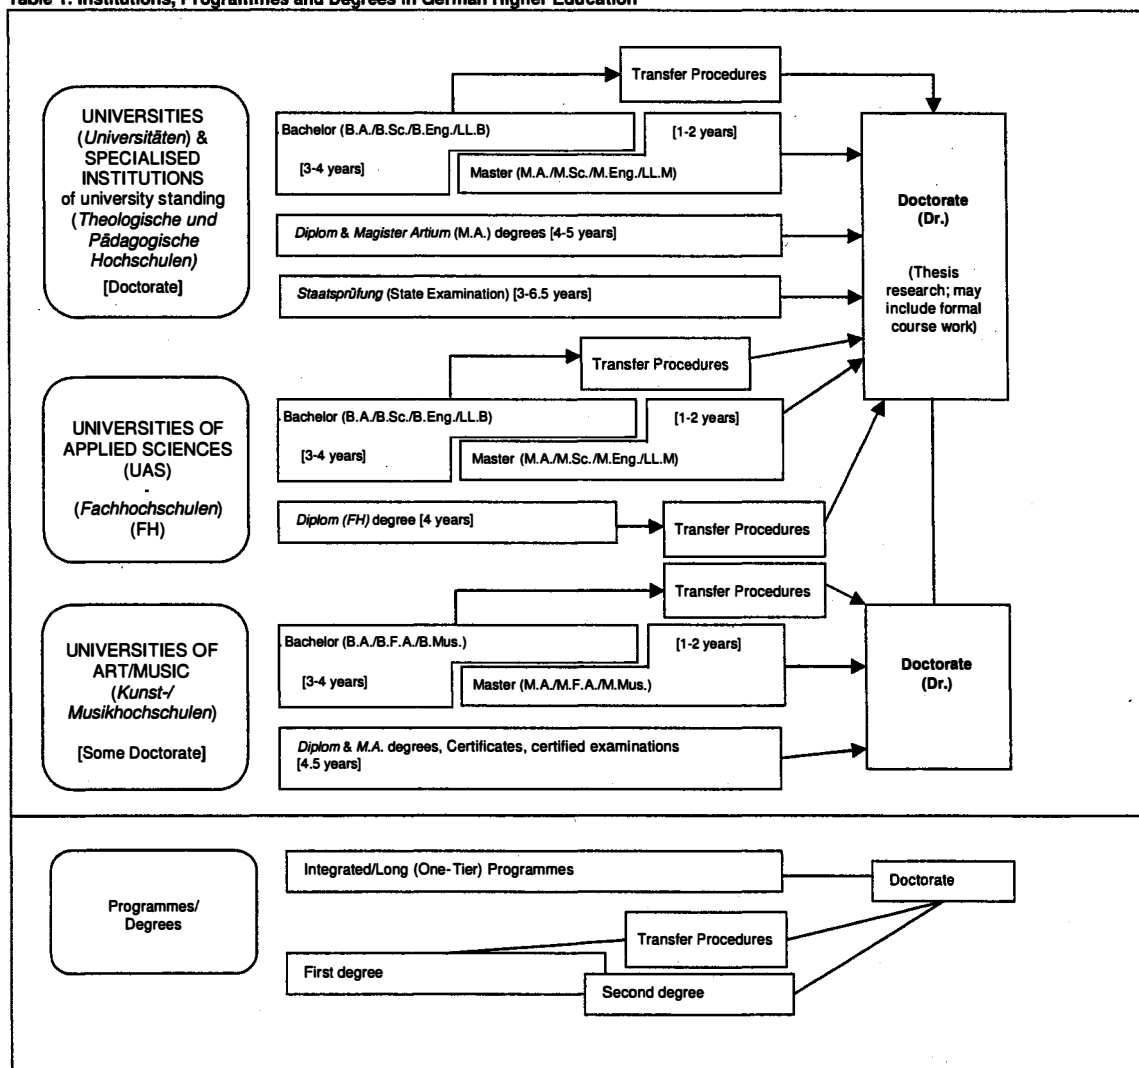 Table 1: Institutions, Programmes and Degrees in German Higher Education
Transfer Procedures
UNIVERSITIES
(Universitäten) &
SPECIALISED
INSTITUTIONS
of university standing
(Theologische und
Pädagogische
Hochschulen)
[Doctorate]
Bachelor (B.A./B.Sc./B.Eng./LL.B)
[3-4 years]
[1-2 years]
Master (M.A./M.Sc./M.Eng./LL.M)
Diplom & Magister Artium (M.A.) degrees [4-5 years]
Staatsprüfung (State Examination) [3-6.5 years]
Doctorate
(Dr.)
(Thesis
research; may
include formal
course work)
Transfer Procedures
UNIVERSITIES OF
APPLIED SCIENCES
(UAS)
-
(Fachhochschulen)
(FH)
Bachelor (B.A./B.Sc./B.Eng./LL.B)
[3-4 years]
[1-2 years]
Master (M.A./M.Sc./M.Eng./LL.M)
Diplom (FH) degree [4 years]
Transfer Procedures
Transfer Procedures
UNIVERSITIES OF
ART/MUSIC
(Kunst-/
Musikhochschulen)
[Some Doctorate]
Bachelor (B.A./B.F.A./B.Mus.)
[3-4 years]
[1-2 years]
Master (M.A./M.F.A./M.Mus.)
Diplom & M.A. degrees, Certificates, certified examinations
[4.5 years]
Doctorate
(Dr.)
Programmes/
Degrees
Integrated/Long (One-Tier) Programmes
Doctorate
Transfer Procedures
First degree
Second degree